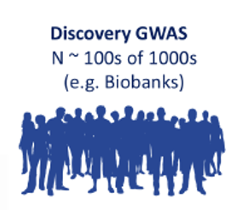 Discovery GWAS
N ~ 100s of 1000s
(e.g. Biobanks)